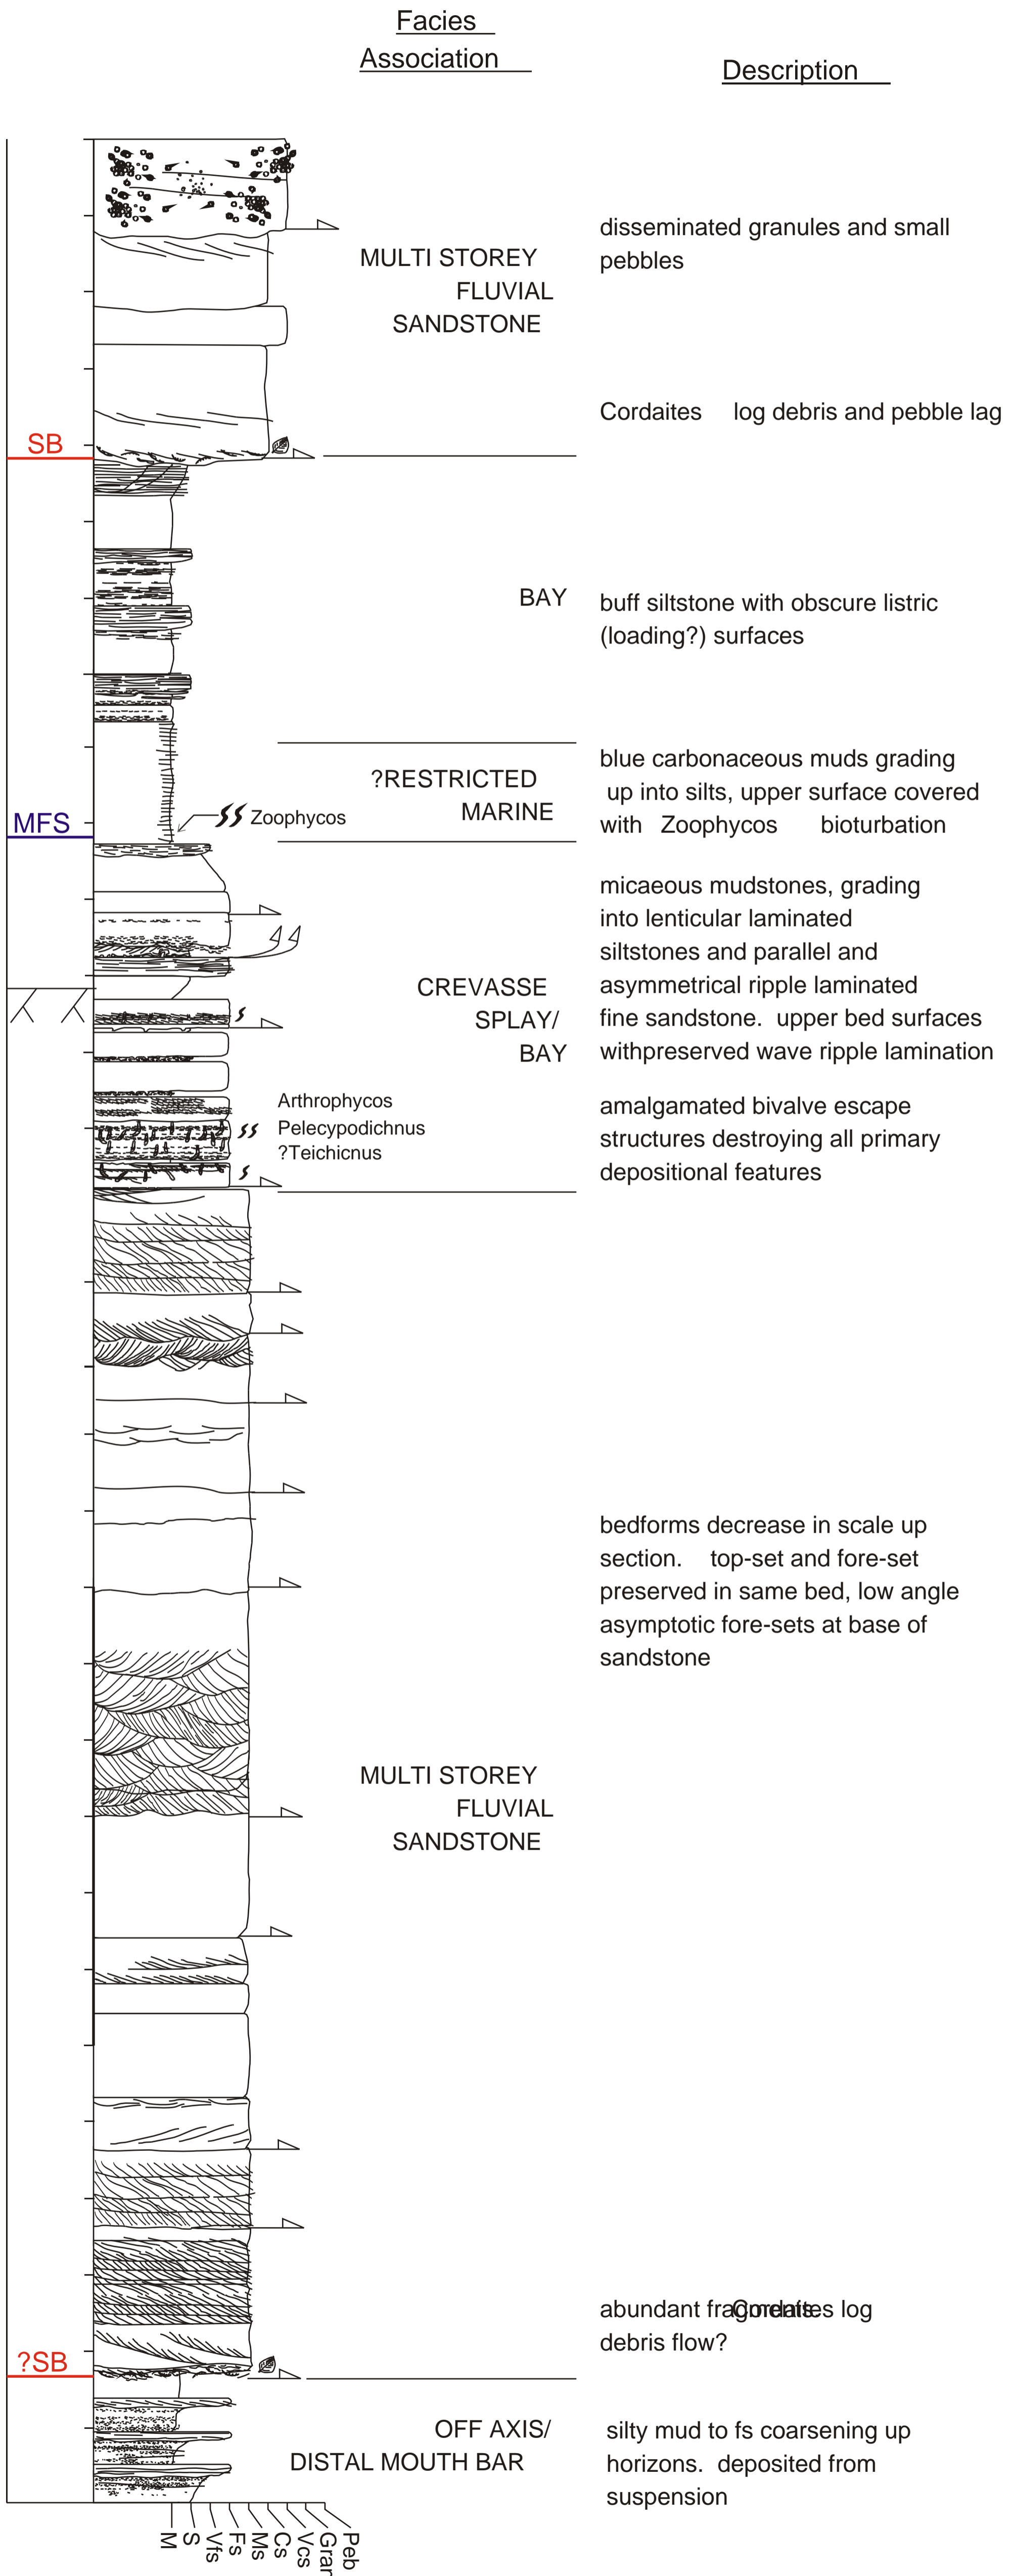 Facies
Association
Description
disseminated granules and small
pebbles
MULTI STOREY
FLUVIAL
SANDSTONE
Cordaites log debris and pebble lag
SB
BAY
buff siltstone with obscure listric
(loading?) surfaces
?RESTRICTED
MARINE
blue carbonaceous muds grading
up into silts, upper surface covered
with Zoophycos bioturbation
Zoophycos
MFS
micaeous mudstones, grading
into lenticular laminated
siltstones and parallel and
asymmetrical ripple laminated
fine sandstone. upper bed surfaces
withpreserved wave ripple lamination
CREVASSE
SPLAY/
BAY
Arthrophycos
Pelecypodichnus
?Teichicnus
amalgamated bivalve escape
structures destroying all primary
depositional features
bedforms decrease in scale up
section. top-set and fore-set
preserved in same bed, low angle
asymptotic fore-sets at base of
sandstone
MULTI STOREY
FLUVIAL
SANDSTONE
abundant fragments Cordaites log
debris flow?
?SB
OFF AXIS/
DISTAL MOUTH BAR
silty mud to fs coarsening up
horizons. deposited from
suspension
M
S
Vfs
Fs
Ms
Cs
Vcs
Gran
Peb